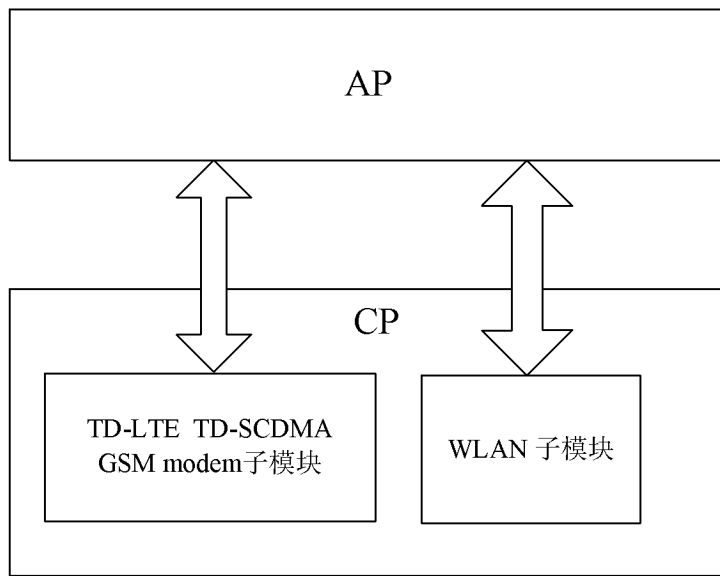 AP
CP
TD-LTE TD-SCDMA
GSM modem子模块
WLAN 子模块